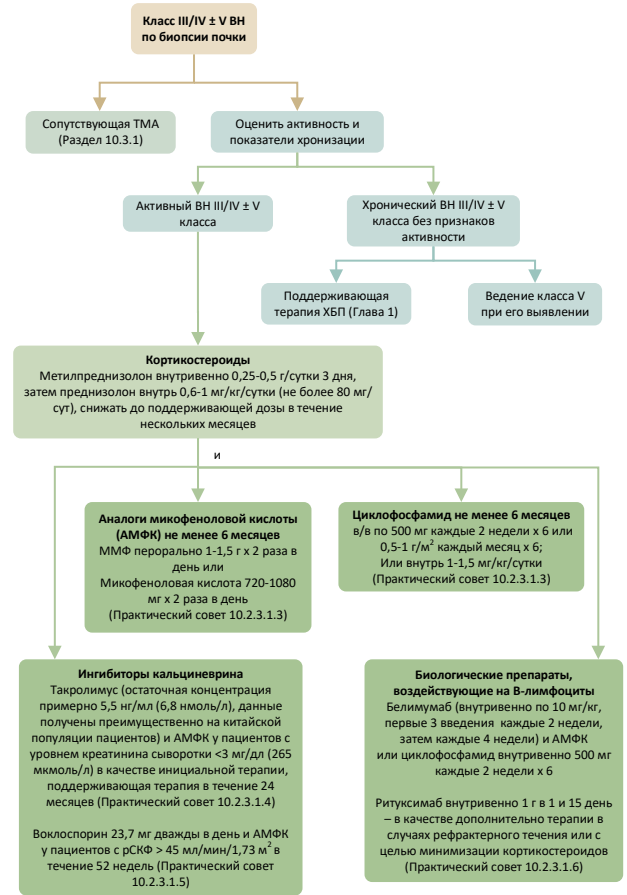 Класс III/IV ± V ВН
по биопсии почки
Сопутствующая ТМА
(Раздел 10.3.1)
Оценить активность и
показатели хронизации
Активный ВН III/IV ± V
класса
Хронический ВН III/IV ± V
класса без признаков
активности
Поддерживающая
терапия ХБП (Глава 1)
Ведение класса V
при его выявлении
Кортикостероиды
Метилпреднизолон внутривенно 0,25-0,5 г/сутки 3 дня,
затем преднизолон внутрь 0,6-1 мг/кг/сутки (не более 80 мг/
сут), снижать до поддерживающей дозы в течение
нескольких месяцев
и
Аналоги микофеноловой кислоты
(АМФК) не менее 6 месяцев
ММФ перорально 1-1,5 г х 2 раза в
день или
Микофеноловая кислота 720-1080
мг х 2 раза в день
(Практический совет 10.2.3.1.3)
Циклофосфамид не менее 6 месяцев
в/в по 500 мг каждые 2 недели х 6 или
0,5-1 г/м² каждый месяц х 6;
Или внутрь 1-1,5 мг/кг/сутки
(Практический совет 10.2.3.1.3)
Ингибиторы кальциневрина
Такролимус (остаточная концентрация
примерно 5,5 нг/мл (6,8 нмоль/л), данные
получены преимущественно на китайской
популяции пациентов) и АМФК у пациентов с
уровнем креатинина сыворотки <3 мг/дл (265
мкмоль/л) в качестве инициальной терапии,
поддерживающая терапия в течение 24
месяцев (Практический совет 10.2.3.1.4)
Воклоспорин 23,7 мг дважды в день и АМФК
у пациентов с рСКФ > 45 мл/мин/1,73 м² в
течение 52 недель (Практический совет
10.2.3.1.5)
Биологические препараты,
воздействующие на В-лимфоциты
Белимумаб (внутривенно по 10 мг/кг,
первые 3 введения каждые 2 недели,
затем каждые 4 недели) и АМФК
или циклофосфамид внутривенно 500 мг
каждые 2 недели х 6
Ритуксимаб внутривенно 1 г в 1 и 15 день
– в качестве дополнительно терапии в
случаях рефрактерного течения или с
целью минимизации кортикостероидов
(Практический совет 10.2.3.1.6)